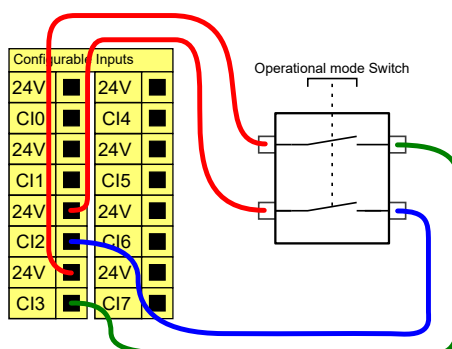 Configurable Inputs
Operational mode Switch
24V 24V
CI0 CI4
24V 24V
CI1 CI5
24V 24V
CI2 CI6
24V 24V
CI3 CI7